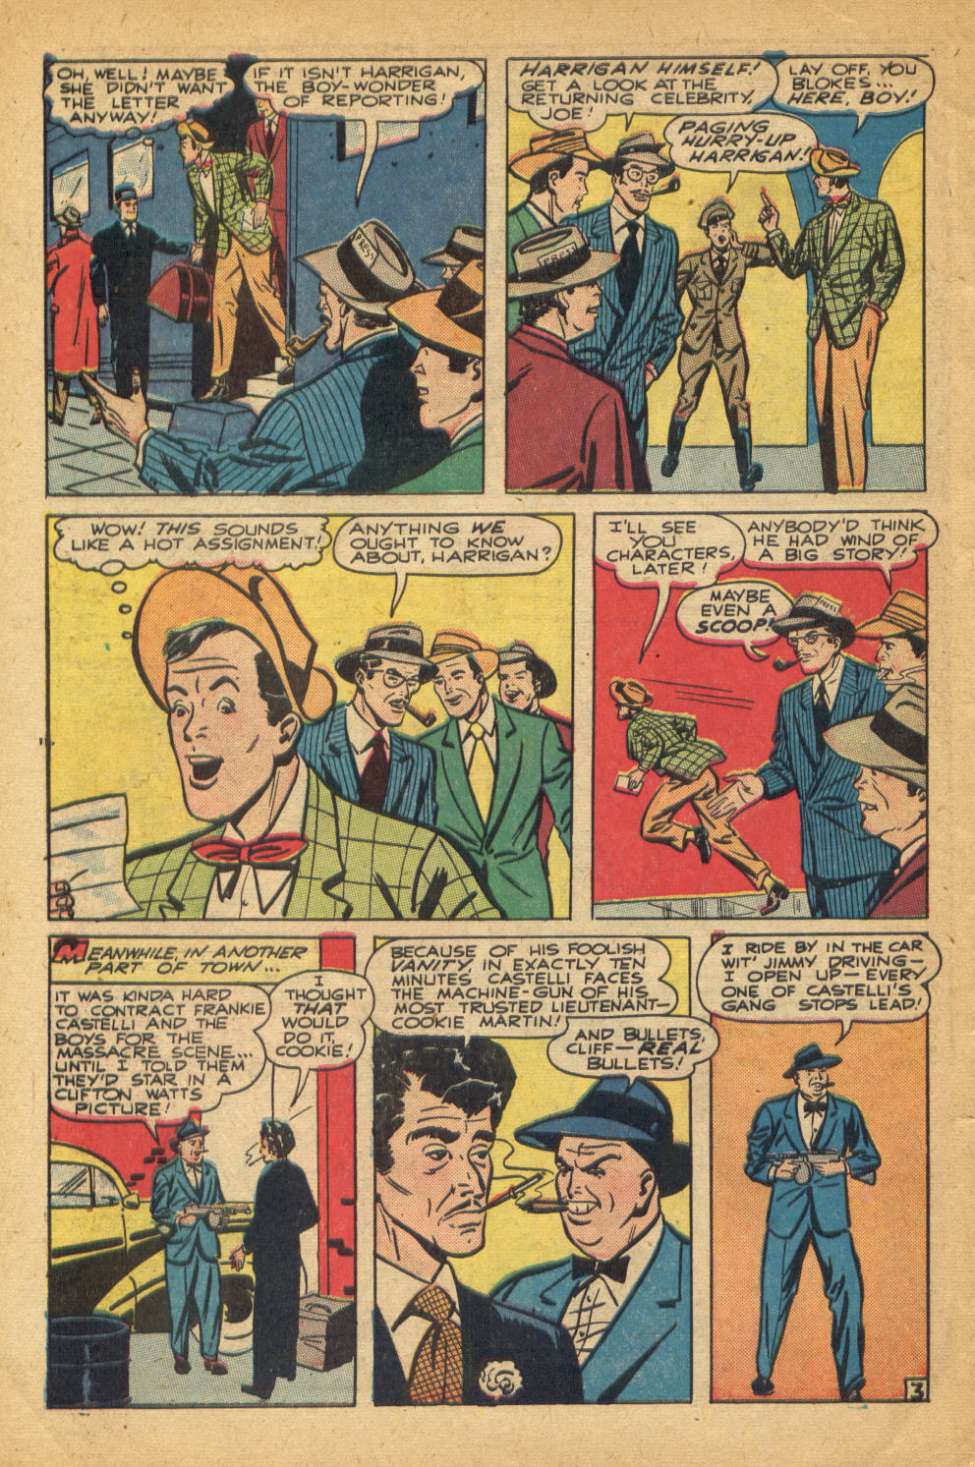 OH, WELL! MAYBE
SHE DIDN'T WANT
THE LETTER
ANYWAY!
IF IT ISN'T HARRIGAN,
THE BOY-WONDER
OF REPORTING!
PRESS
HARRIGAN HIMSELF!
GET A LOOK AT THE
RETURNING CELEBRITY,
JOE!
PAGING
HURRY-UP
HARRIGAN!
LAY OFF, YOU
BLOKES...
HERE, BOY!
PRESS
WOW! THIS SOUNDS
LIKE A HOT ASSIGNMENT!
ANYTHING WE
OUGHT TO KNOW
ABOUT, HARRIGAN?
I'LL SEE
YOU
CHARACTERS,
LATER!
MAYBE
EVEN A
SCOOP!
ANYBODY'D THINK
HE HAD WIND OF
A BIG STORY!
PRESS
MEANWHILE, IN ANOTHER
PART OF TOWN...
IT WAS KINDA HARD
TO CONTRACT FRANKIE
CASTELLI AND THE
BOYS FOR THE
MASSACRE SCENE...
UNTIL I TOLD THEM
THEY'D STAR IN A
CLIFTON WATTS
PICTURE!
I
THOUGHT
THAT
WOULD
DO IT,
COOKIE!
BECAUSE OF HIS FOOLISH
VANITY, IN EXACTLY TEN
MINUTES CASTELLI FACES
THE MACHINE-GUN OF HIS
MOST TRUSTED LIEUTENANT—
COOKIE MARTIN!
AND BULLETS,
CLIFF—REAL
BULLETS!
I RIDE BY IN THE CAR
WIT' JIMMY DRIVING—
I OPEN UP—EVERY
ONE OF CASTELLI'S
GANG STOPS LEAD!
3